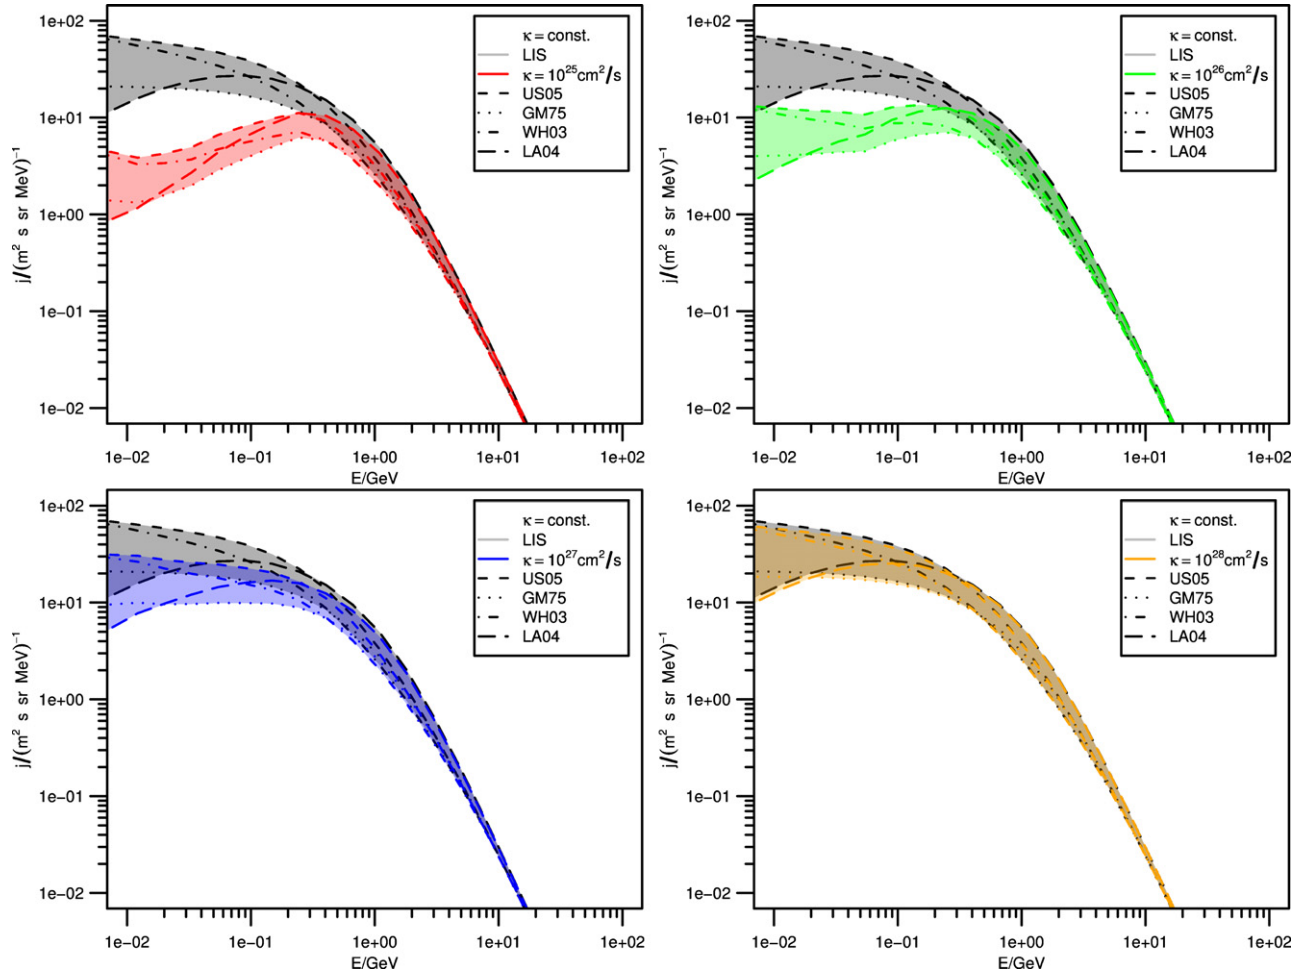 1e+02
1e+01
1e+00
1e−01
1e−02
j/(m² s sr MeV)⁻¹
κ = const.
LIS
κ = 10²⁵cm²/s
US05
GM75
WH03
LA04
1e−02 1e−01 1e+00 1e+01 1e+02
E/GeV
1e+02
1e+01
1e+00
1e−01
1e−02
j/(m² s sr MeV)⁻¹
κ = const.
LIS
κ = 10²⁶cm²/s
US05
GM75
WH03
LA04
1e−02 1e−01 1e+00 1e+01 1e+02
E/GeV
1e+02
1e+01
1e+00
1e−01
1e−02
j/(m² s sr MeV)⁻¹
κ = const.
LIS
κ = 10²⁷cm²/s
US05
GM75
WH03
LA04
1e−02 1e−01 1e+00 1e+01 1e+02
E/GeV
1e+02
1e+01
1e+00
1e−01
1e−02
j/(m² s sr MeV)⁻¹
κ = const.
LIS
κ = 10²⁸cm²/s
US05
GM75
WH03
LA04
1e−02 1e−01 1e+00 1e+01 1e+02
E/GeV